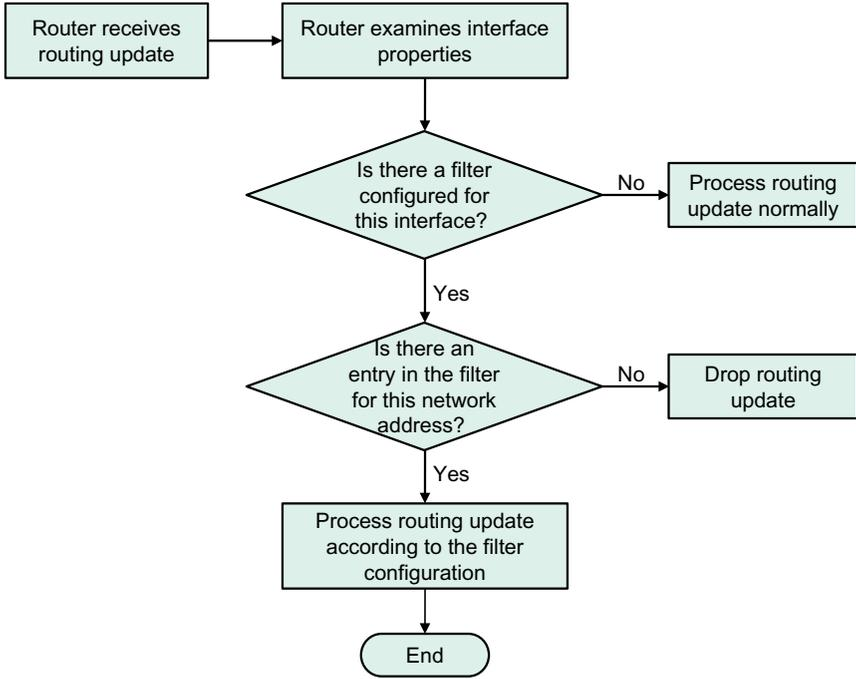 Router receives
routing update
Router examines interface
properties
Is there a filter
configured for
this interface?
No
Process routing
update normally
Yes
Is there an
entry in the filter
for this network
address?
No
Drop routing
update
Yes
Process routing update
according to the filter
configuration
End